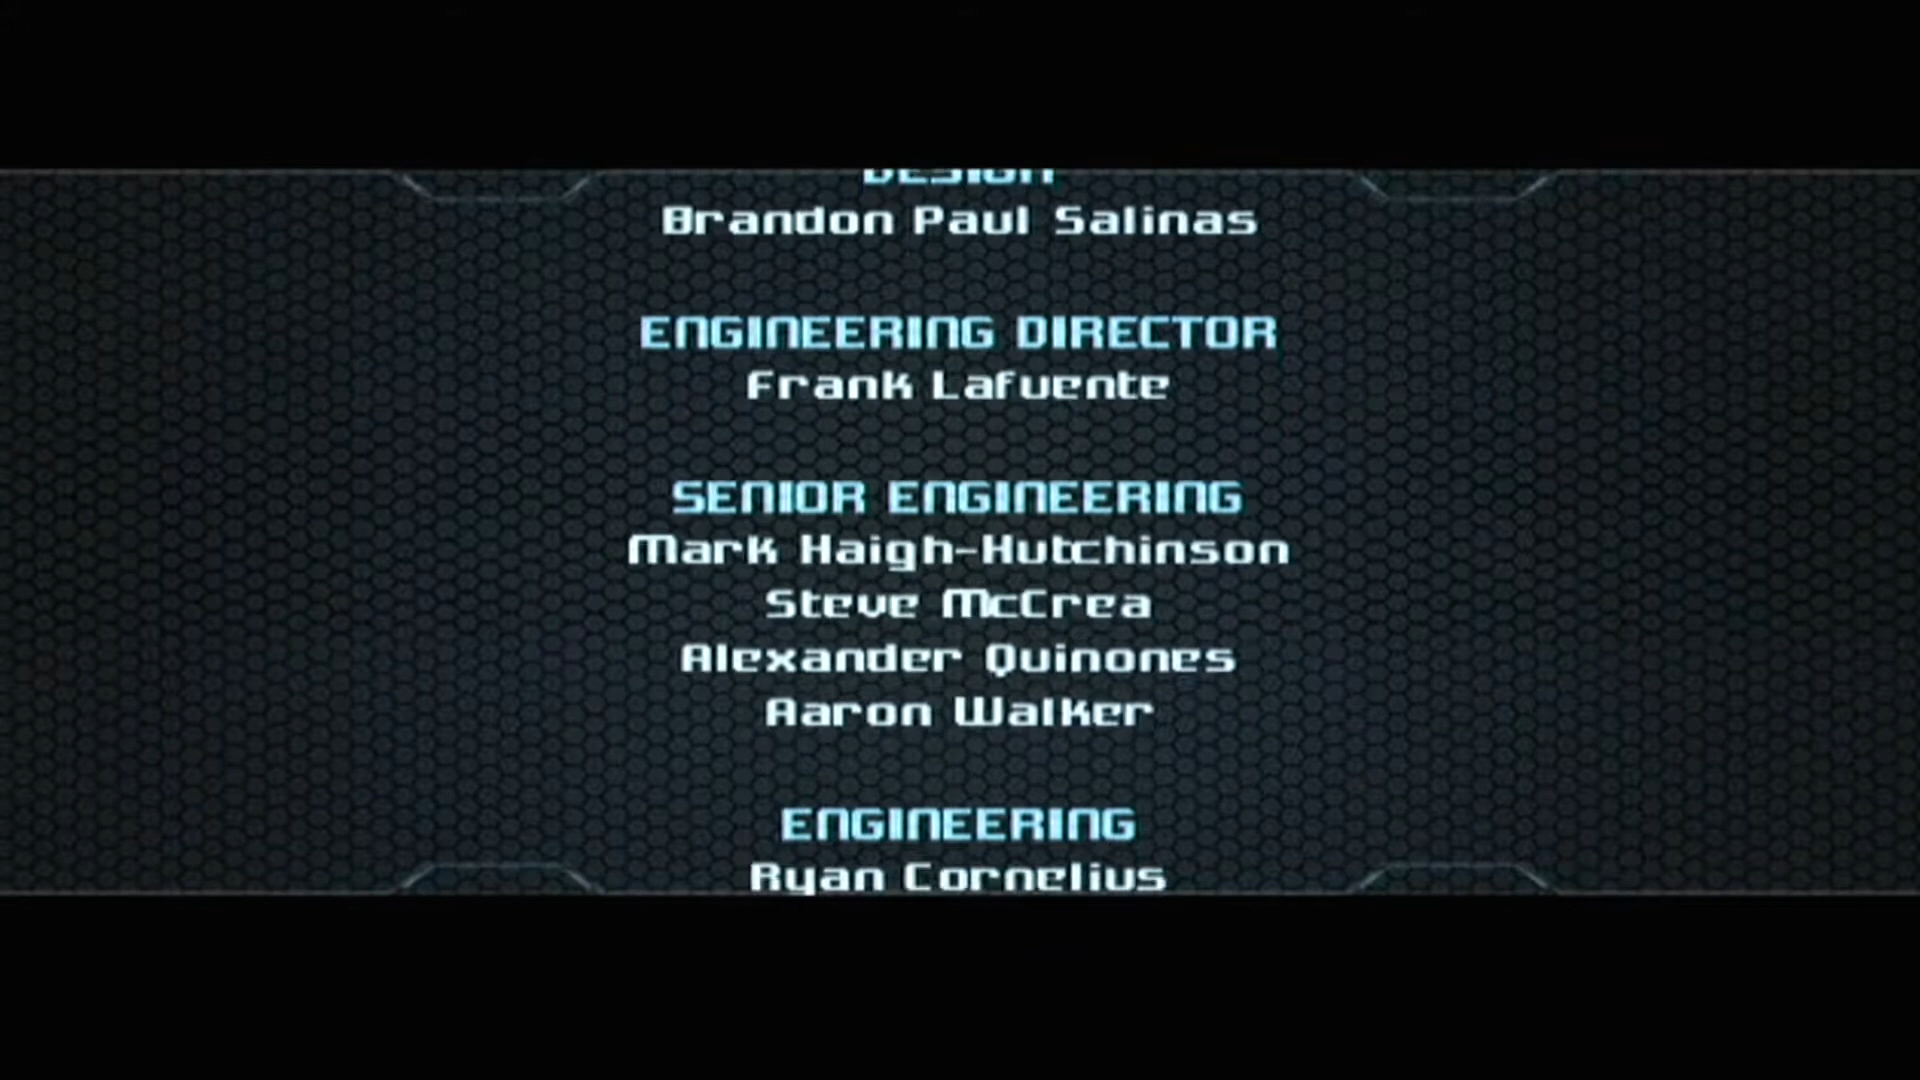 DESIGN
Brandon Paul Salinas
ENGINEERING DIRECTOR
Frank Lafuente
SENIOR ENGINEERING
Mark Haigh-Hutchinson
Steve McCrea
Alexander Quinones
Aaron Walker
ENGINEERING
Ryan Cornelius